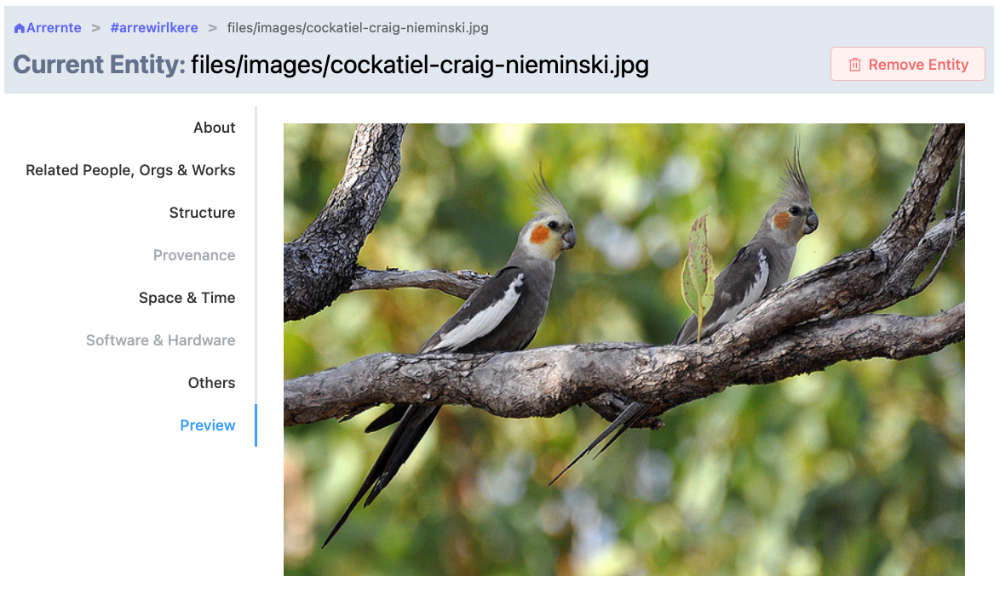 Arrernte > #arrewirlkere > files/images/cockatiel-craig-nieminski.jpg
Current Entity: files/images/cockatiel-craig-nieminski.jpg
Remove Entity
About
Related People, Orgs & Works
Structure
Provenance
Space & Time
Software & Hardware
Others
Preview